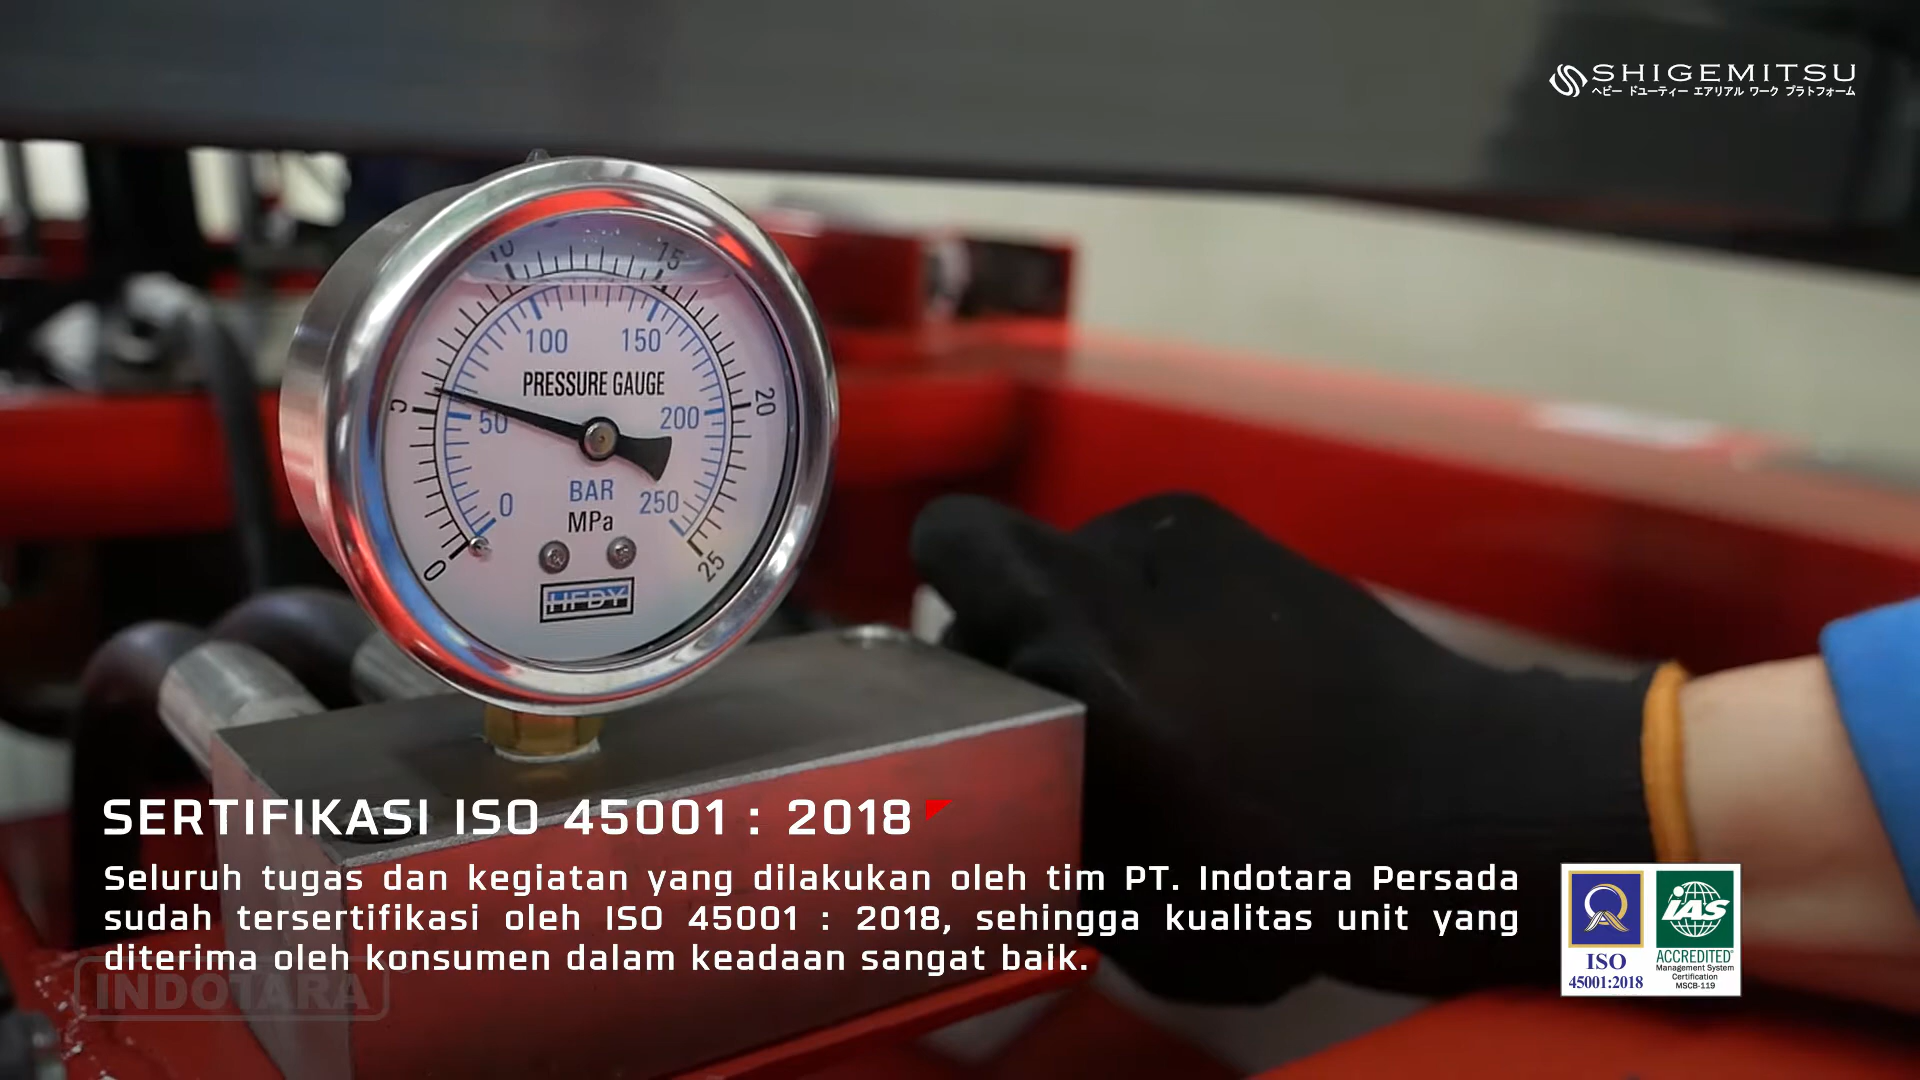 SHIGEMITSU
ヘビー ドユーティー エアリアル ワーク プラトフォーム
10 15
100 150
PRESSURE GAUGE
20
50 200
BAR
0 250
MPa
0 25
HFDY
SERTIFIKASI ISO 45001 : 2018
Seluruh tugas dan kegiatan yang dilakukan oleh tim PT. Indotara Persada
sudah tersertifikasi oleh ISO 45001 : 2018, sehingga kualitas unit yang
diterima oleh konsumen dalam keadaan sangat baik.
INDOTARA
ISO
45001:2018
IAS
ACCREDITED
Management System
Certification
MSCB-119